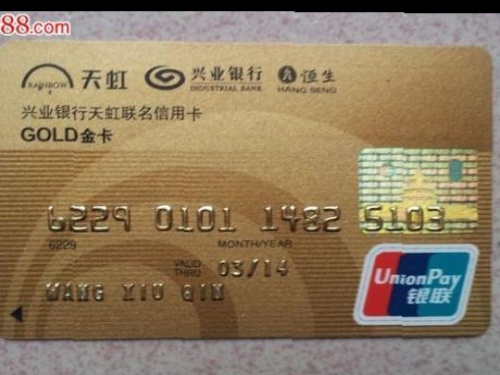 88.com
RAINBOW 天虹 兴业银行 INDUSTRIAL BANK 恒生 HANG SENG
兴业银行天虹联名信用卡
GOLD金卡
6229 0101 1482 5103
6229 MONTH/YEAR
VALID THRU 03/14
WANG XIU QIN
UnionPay
银联